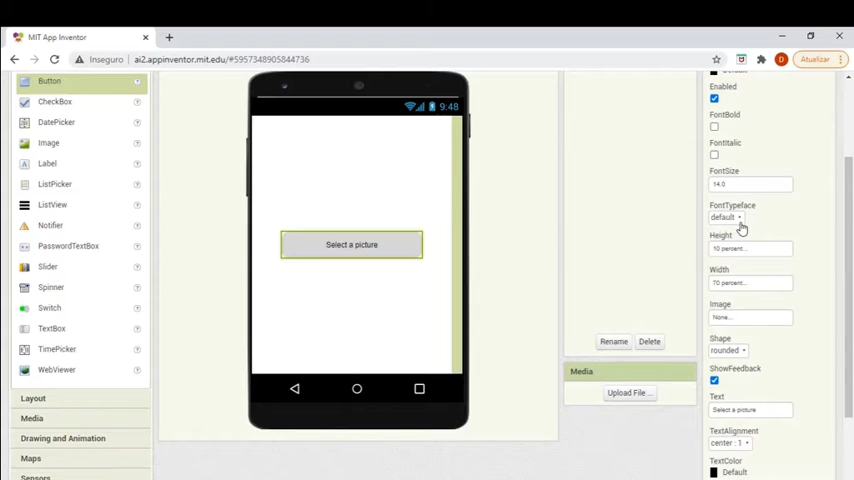 MIT App Inventor
Inseguro
ai2.appinventor.mit.edu/#5957348905844736
D
Atualizar
Button
CheckBox
DatePicker
Image
Label
ListPicker
ListView
Notifier
PasswordTextBox
Slider
Spinner
Switch
TextBox
TimePicker
WebViewer
Layout
Media
Drawing and Animation
Maps
Sensors
9:48
Select a picture
Rename
Delete
Media
Upload File ...
Default
Enabled
FontBold
FontItalic
FontSize
14.0
FontTypeface
default
Height
10 percent...
Width
70 percent...
Image
None...
Shape
rounded
ShowFeedback
Text
Select a picture
TextAlignment
center : 1
TextColor
Default